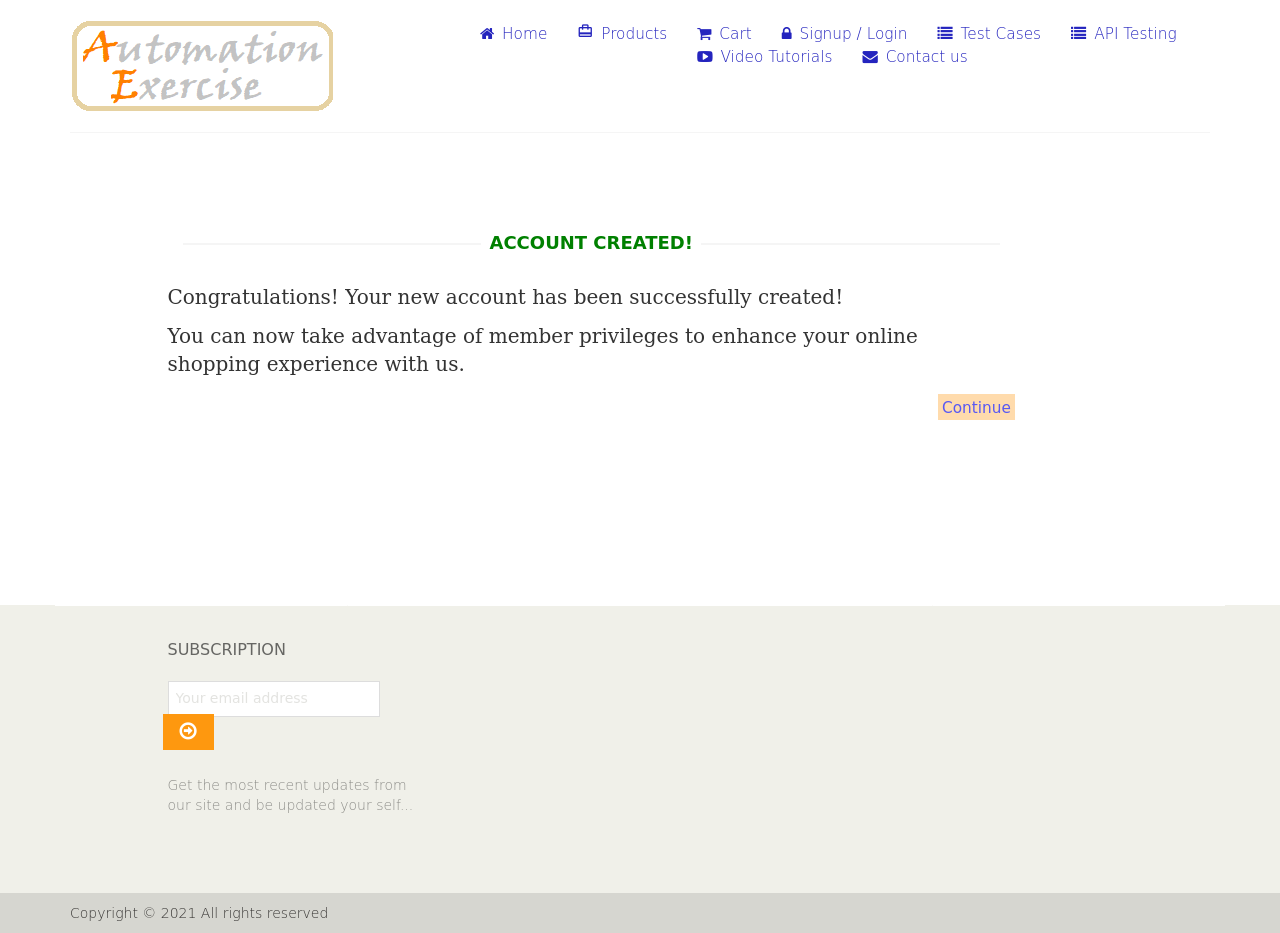 Automation
Exercise
Home Products Cart Signup / Login Test Cases API Testing
Video Tutorials Contact us
ACCOUNT CREATED!
Congratulations! Your new account has been successfully created!
You can now take advantage of member privileges to enhance your online
shopping experience with us.
Continue
SUBSCRIPTION
Your email address
Get the most recent updates from
our site and be updated your self...
Copyright © 2021 All rights reserved